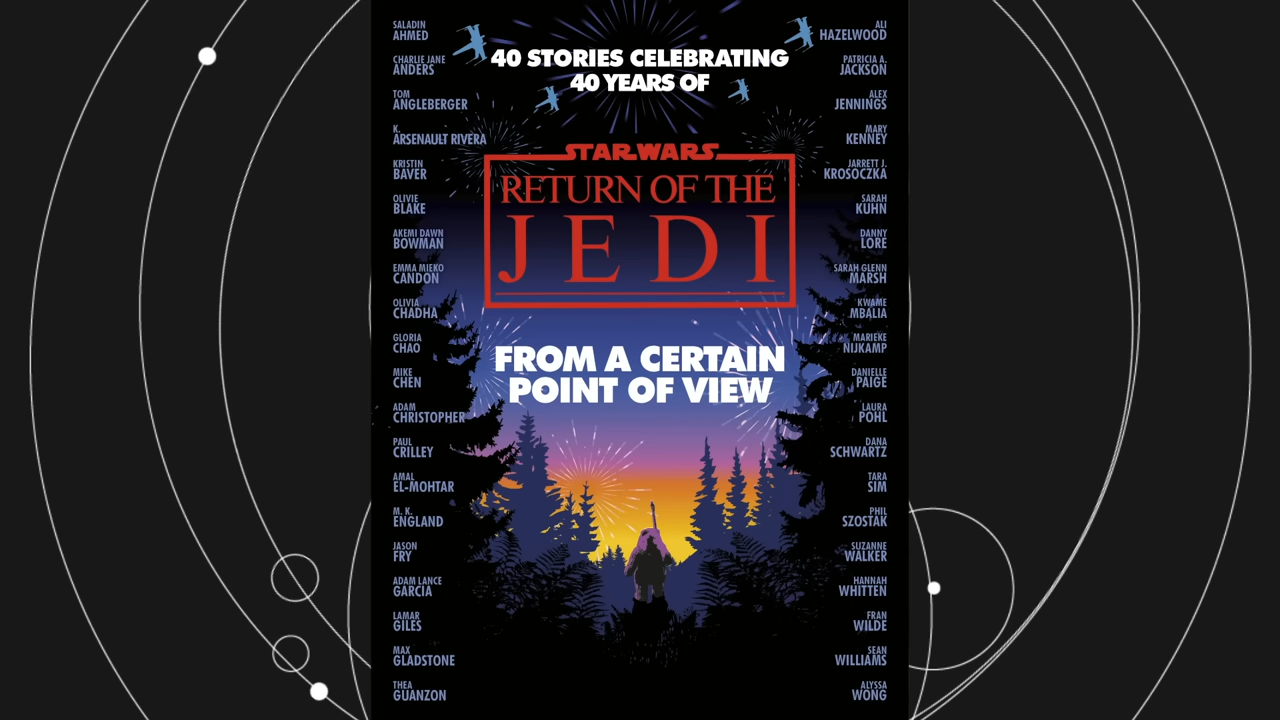 SALADIN
AHMED
CHARLIE JANE
ANDERS
TOM
ANGLEBERGER
K.
ARSENAULT RIVERA
KRISTIN
BAVER
OLIVIE
BLAKE
AKEMI DAWN
BOWMAN
EMMA MIEKO
CANDON
OLIVIA
CHADHA
GLORIA
CHAO
MIKE
CHEN
ADAM
CHRISTOPHER
PAUL
CRILLEY
AMAL
EL-MOHTAR
M. K.
ENGLAND
JASON
FRY
ADAM LANCE
GARCIA
LAMAR
GILES
MAX
GLADSTONE
THEA
GUANZON
40 STORIES CELEBRATING
40 YEARS OF
STAR WARS
RETURN OF THE
JEDI
FROM A CERTAIN
POINT OF VIEW
ALI
HAZELWOOD
PATRICIA A.
JACKSON
ALEX
JENNINGS
MARY
KENNEY
JARRETT J.
KROSOCZKA
SARAH
KUHN
DANNY
LORE
SARAH GLENN
MARSH
KWAME
MBALIA
MARIEKE
NIJKAMP
DANIELLE
PAIGE
LAURA
POHL
DANA
SCHWARTZ
TARA
SIM
PHIL
SZOSTAK
SUZANNE
WALKER
HANNAH
WHITTEN
FRAN
WILDE
SEAN
WILLIAMS
ALYSSA
WONG